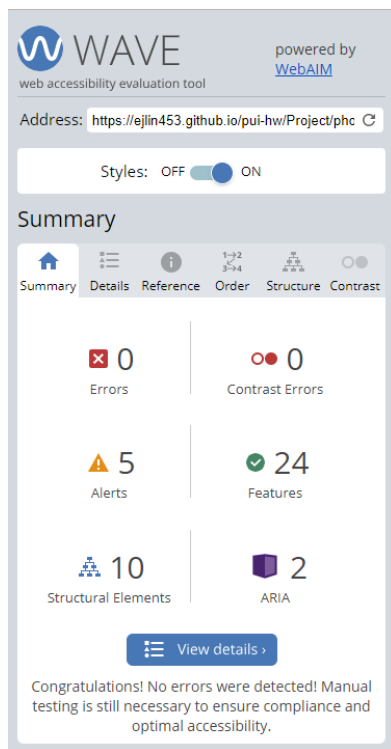 WAVE
web accessibility evaluation tool
powered by
WebAIM
Address: https://ejlin453.github.io/pui-hw/Project/phc
Styles: OFF ON
Summary
Summary Details Reference Order Structure Contrast
0
Errors
0
Contrast Errors
5
Alerts
24
Features
10
Structural Elements
2
ARIA
View details ›
Congratulations! No errors were detected! Manual
testing is still necessary to ensure compliance and
optimal accessibility.